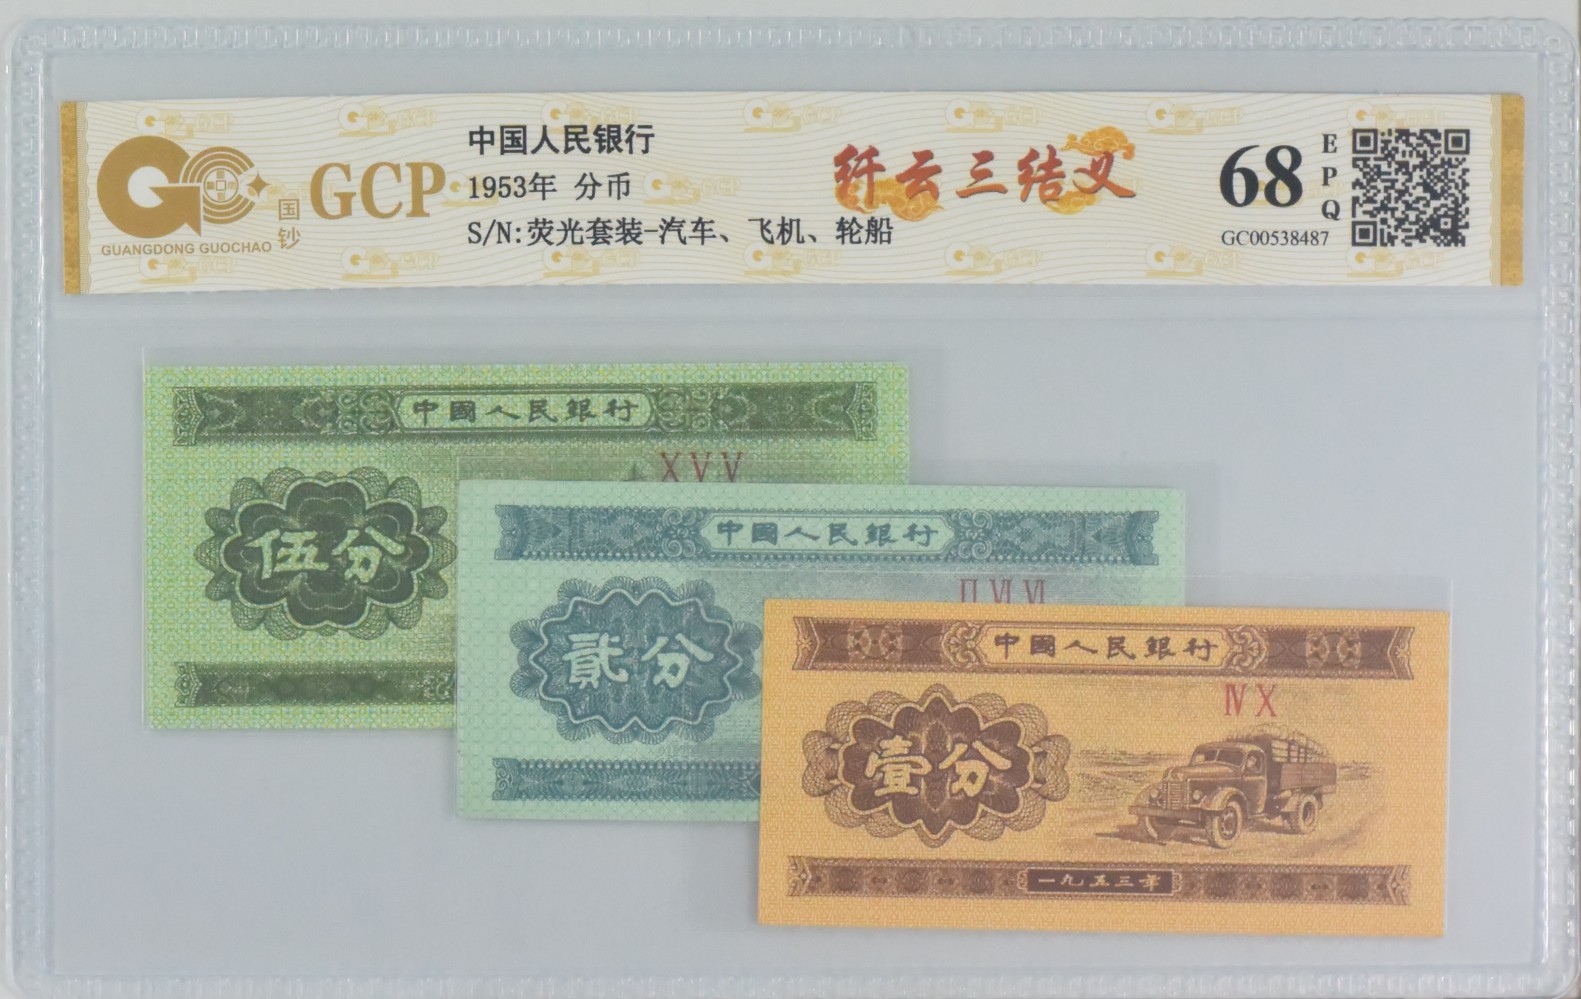 中国人民银行
1953年 分币
S/N:荧光套装-汽车、飞机、轮船
GCP
国钞
GUANGDONG GUOCHAO
纤云三结义
68
EPQ
GC00538487
中國人民銀行
XVV
伍分
中國人民銀行
II VI VI
貳分
中國人民銀行
IV X
壹分
一九五三年